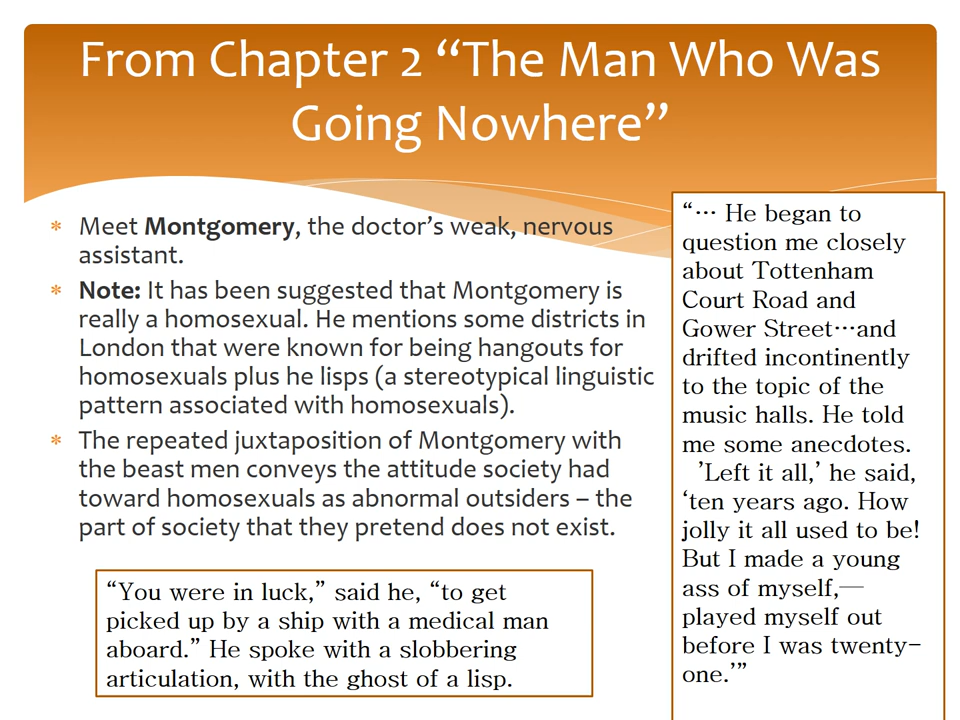 From Chapter 2 “The Man Who Was
Going Nowhere”
* Meet Montgomery, the doctor’s weak, nervous
assistant.
* Note: It has been suggested that Montgomery is
really a homosexual. He mentions some districts in
London that were known for being hangouts for
homosexuals plus he lisps (a stereotypical linguistic
pattern associated with homosexuals).
* The repeated juxtaposition of Montgomery with
the beast men conveys the attitude society had
toward homosexuals as abnormal outsiders – the
part of society that they pretend does not exist.
“You were in luck,” said he, “to get
picked up by a ship with a medical man
aboard.” He spoke with a slobbering
articulation, with the ghost of a lisp.
“… He began to
question me closely
about Tottenham
Court Road and
Gower Street…and
drifted incontinently
to the topic of the
music halls. He told
me some anecdotes.
’Left it all,’ he said,
‘ten years ago. How
jolly it all used to be!
But I made a young
ass of myself,—
played myself out
before I was twenty-
one.’”